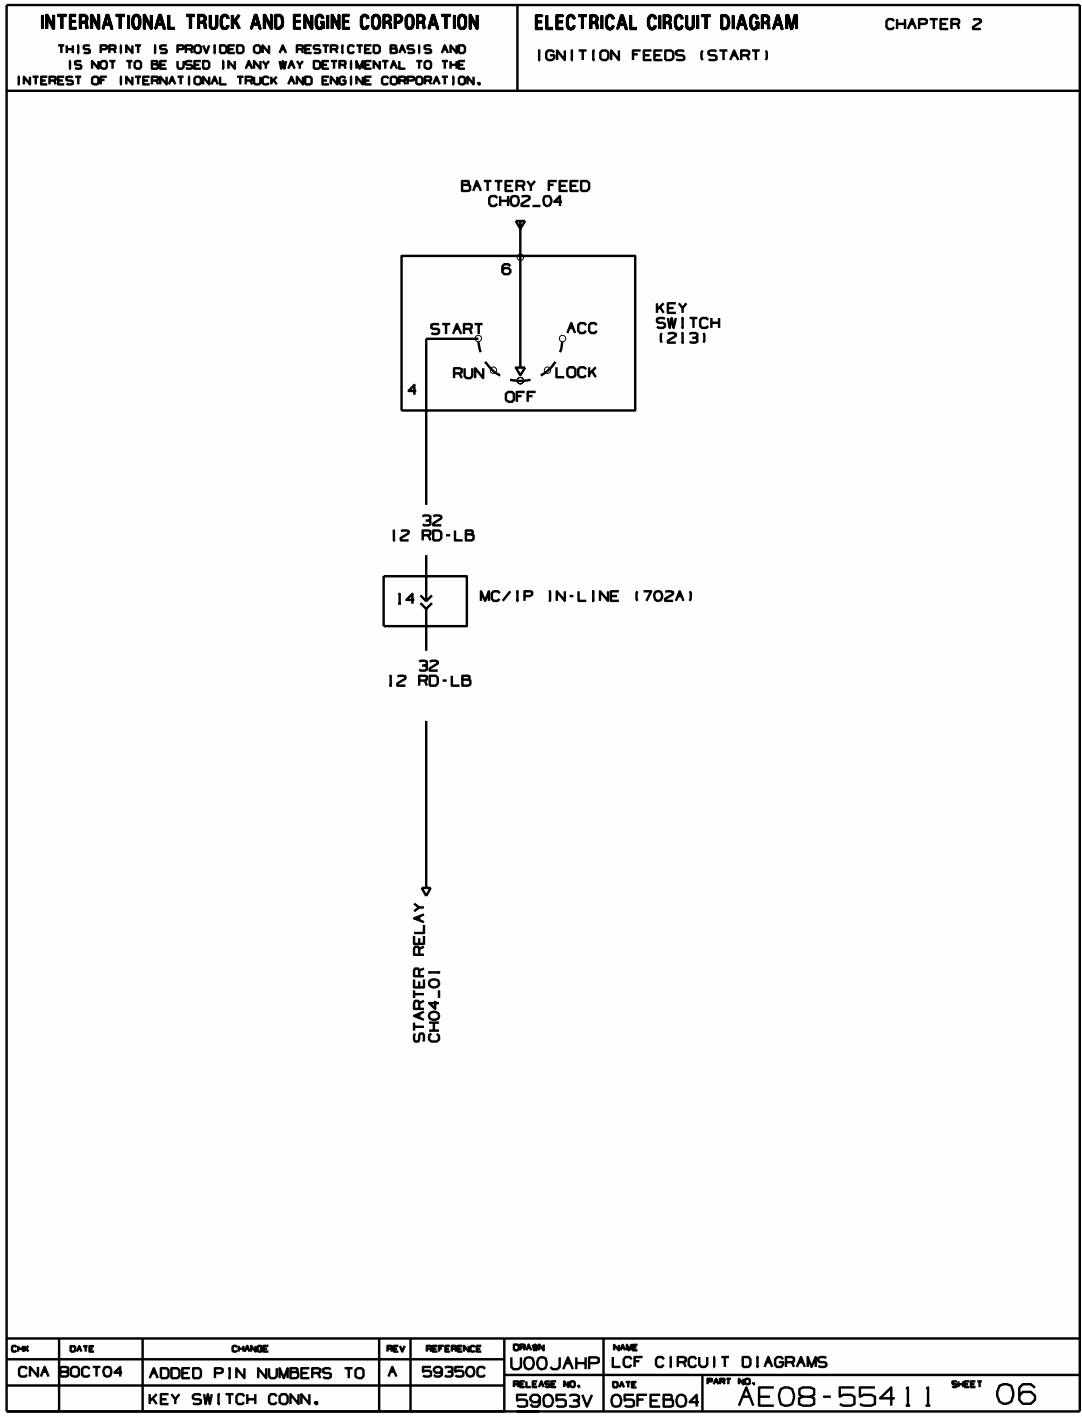 INTERNATIONAL TRUCK AND ENGINE CORPORATION
THIS PRINT IS PROVIDED ON A RESTRICTED BASIS AND
IS NOT TO BE USED IN ANY WAY DETRIMENTAL TO THE
INTEREST OF INTERNATIONAL TRUCK AND ENGINE CORPORATION.
ELECTRICAL CIRCUIT DIAGRAM
CHAPTER 2
IGNITION FEEDS (START)
BATTERY FEED
CH02_04
6
KEY
SWITCH
(213)
START
ACC
RUN
LOCK
4
OFF
32
12 RD-LB
14
MC/IP IN-LINE (702A)
32
12 RD-LB
STARTER RELAY
CH04_01
CHK DATE CHANGE REV REFERENCE
CNA 8OCT04 ADDED PIN NUMBERS TO A 59350C
KEY SWITCH CONN.
DRAWN
U00JAHP
NAME
LCF CIRCUIT DIAGRAMS
RELEASE NO.
59053V
DATE
05FEB04
PART NO.
AE08-55411
SHEET
06